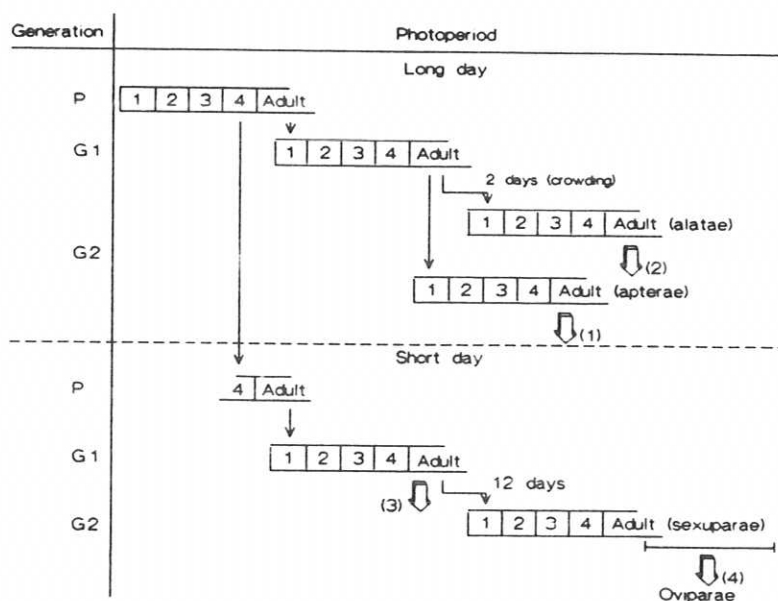 Generation Photoperiod
Long day
P 1 2 3 4 Adult
G1 1 2 3 4 Adult
2 days (crowding)
1 2 3 4 Adult (alatae)
G2 (2)
1 2 3 4 Adult (apterae)
(1)
Short day
P 4 Adult
G1 1 2 3 4 Adult
(3) 12 days
G2 1 2 3 4 Adult (sexuparae)
(4)
Oviparae